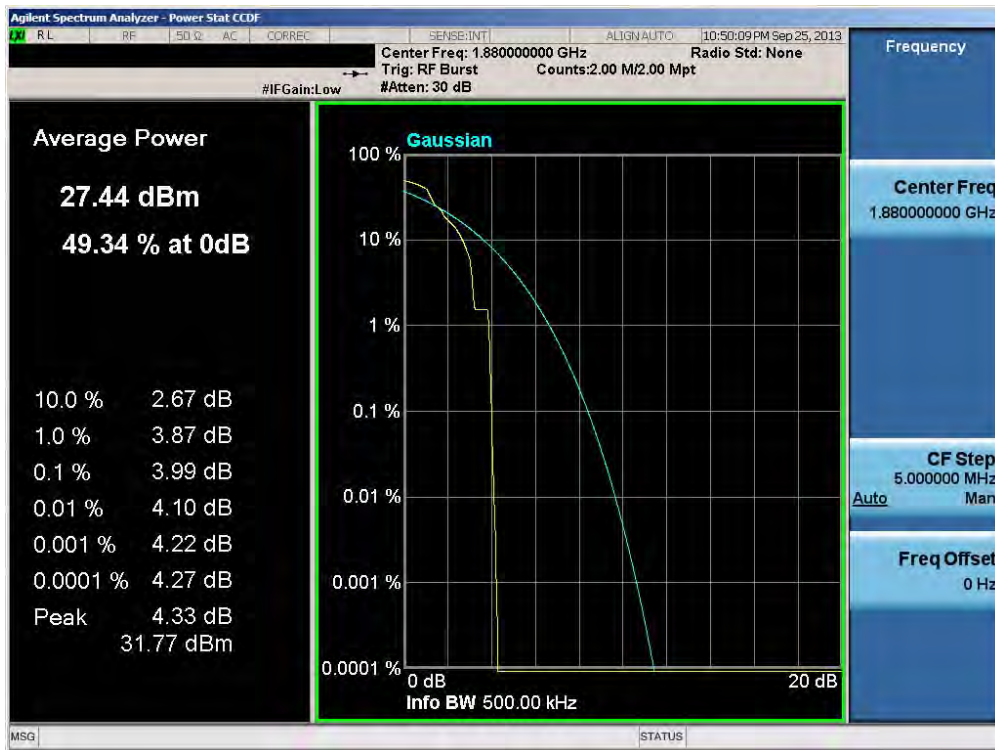 Agilent Spectrum Analyzer - Power Stat CCDF
LXI RL RF 50 Ω AC CORREC SENSE:INT ALIGN AUTO 10:50:09 PM Sep 25, 2013
Center Freq: 1.880000000 GHz Radio Std: None
Trig: RF Burst Counts:2.00 M/2.00 Mpt
#IFGain:Low #Atten: 30 dB
Frequency
Average Power
27.44 dBm
49.34 % at 0dB
10.0 % 2.67 dB
1.0 % 3.87 dB
0.1 % 3.99 dB
0.01 % 4.10 dB
0.001 % 4.22 dB
0.0001 % 4.27 dB
Peak 4.33 dB
31.77 dBm
Gaussian
100 %
10 %
1 %
0.1 %
0.01 %
0.001 %
0.0001 %
0 dB 20 dB
Info BW 500.00 kHz
Center Freq
1.880000000 GHz
CF Step
5.000000 MHz
Auto Man
Freq Offset
0 Hz
MSG STATUS